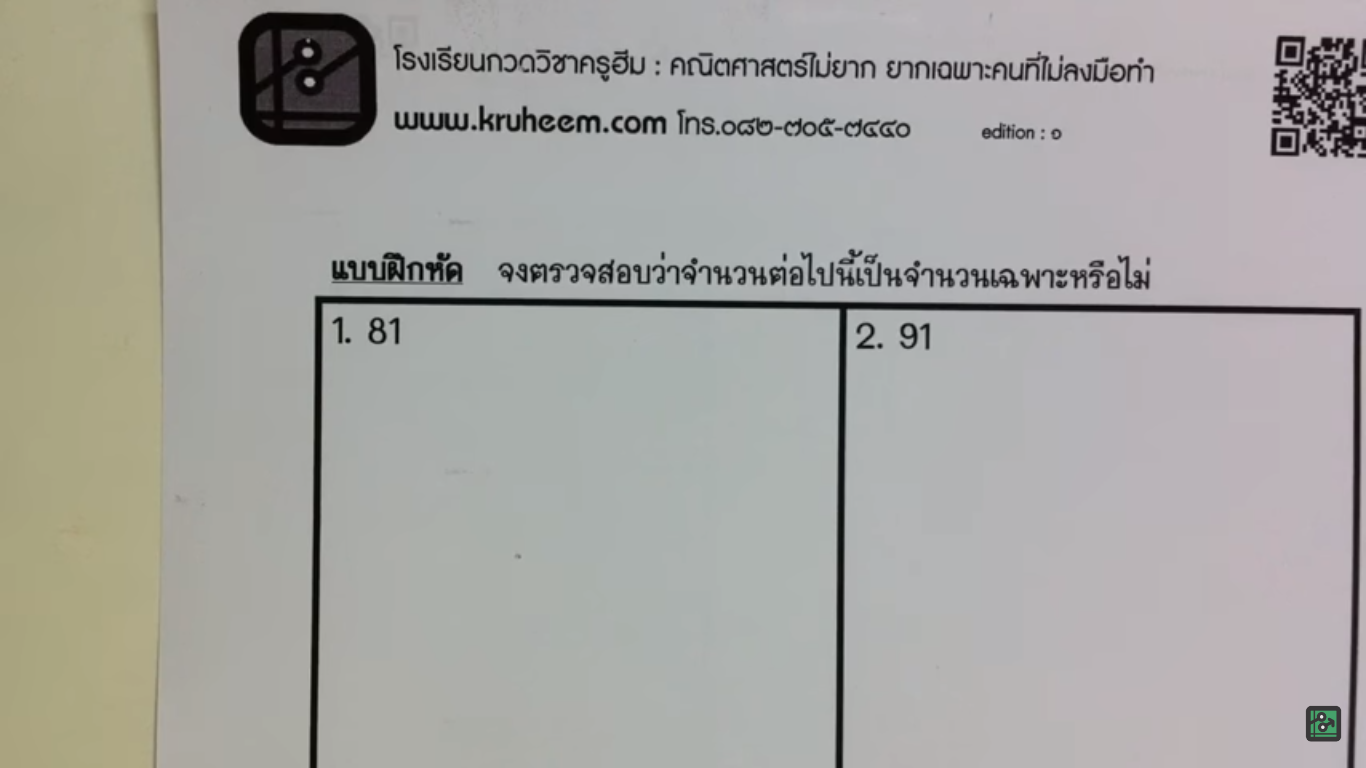 โรงเรียนกวดวิชาครูฮีม : คณิตศาสตร์ไม่ยาก ยากเฉพาะคนที่ไม่ลงมือทำ
www.kruheem.com โทร.๐๘๒-๗๐๕-๗๔๔๐ edition : ๑
แบบฝึกหัด จงตรวจสอบว่าจำนวนต่อไปนี้เป็นจำนวนเฉพาะหรือไม่
1. 81
2. 91